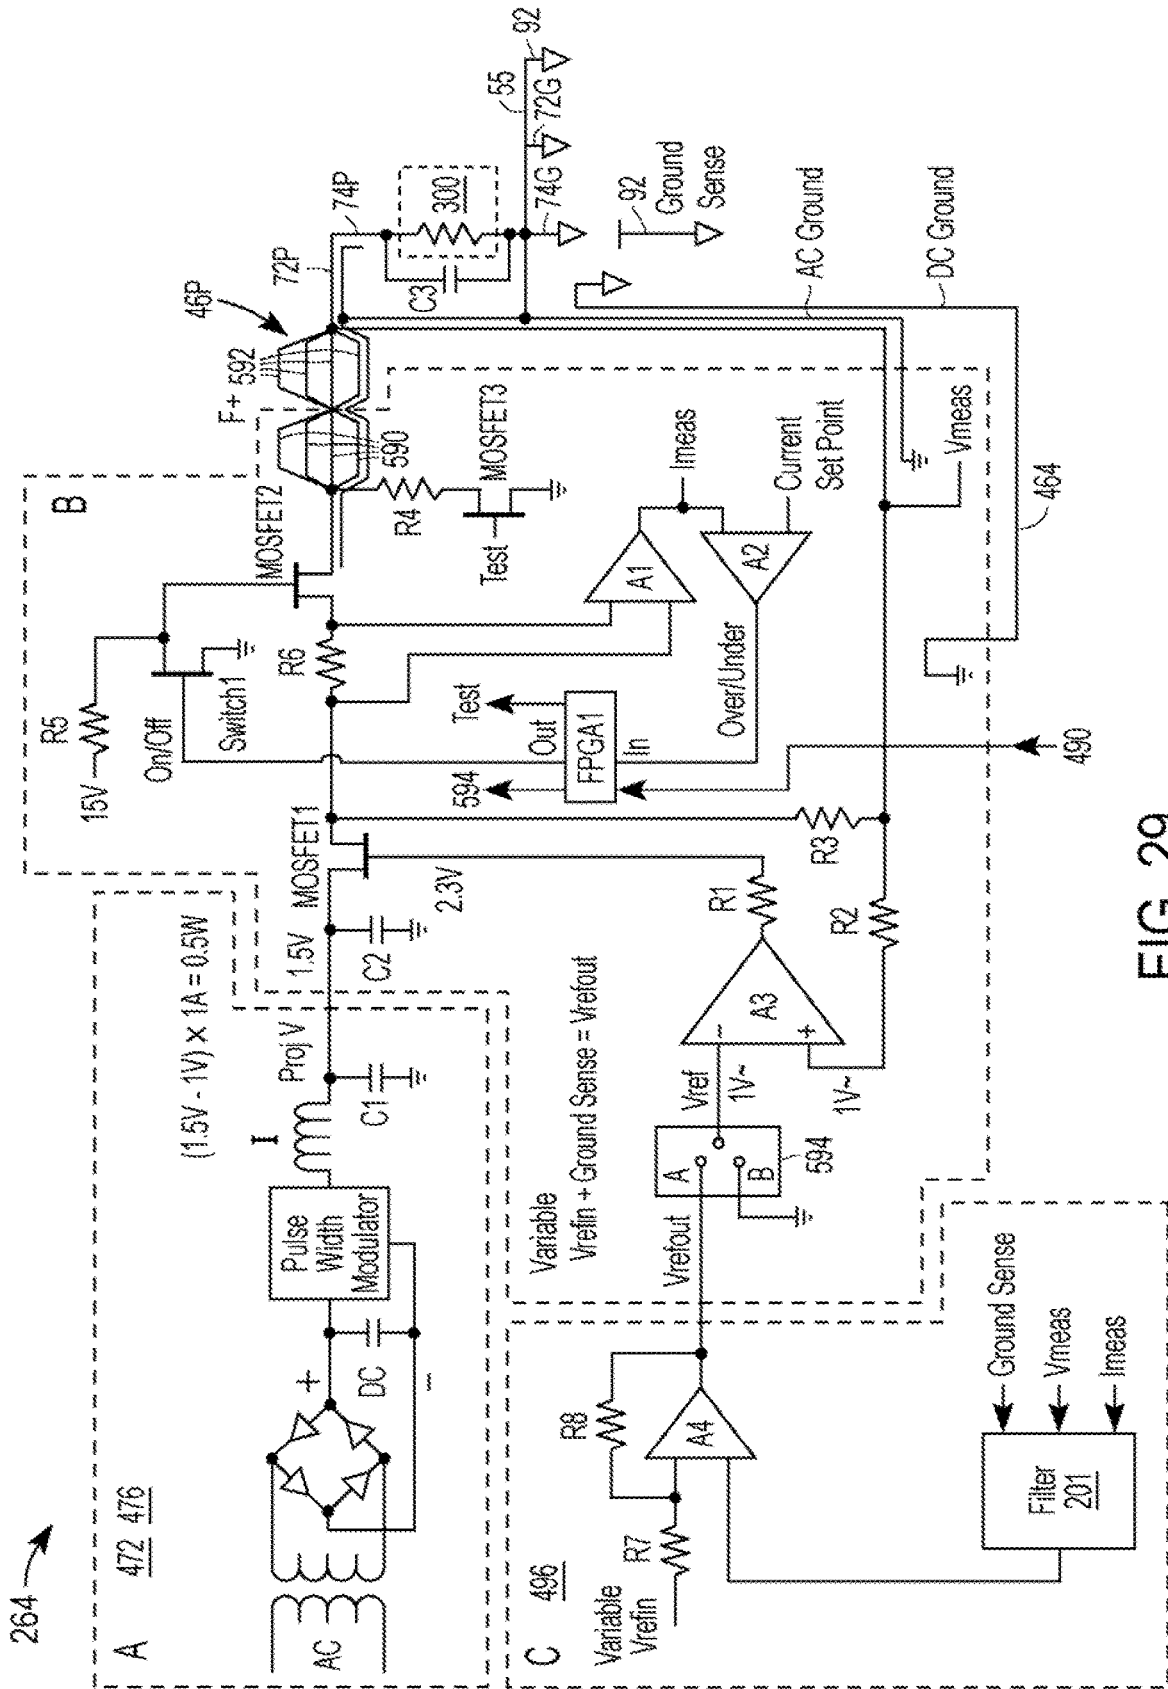 264
A
472 476
AC
+
DC
−
Pulse
Width
Modulator
I
Proj V
C1
(1.5V - 1V) × 1A = 0.5W
1.5V
C2
MOSFET1
2.3V
B
15V
R5
On/Off
Switch1
R6
MOSFET2
F+
592
590
46P
72P
74P
300
C3
55
92
72G
74G
92
Ground
Sense
AC Ground
DC Ground
R4
MOSFET3
Test
A1
Imeas
A2
Current
Set Point
Over/Under
Test
Out
594
FPGA1
In
490
464
Vmeas
R3
R1
R2
A3
−
+
Vref
1V~
1V~
A
B
594
Vrefout
Variable
Vrefin + Ground Sense = Vrefout
C
496
Variable
Vrefin
R7
R8
A4
Filter
201
Ground Sense
Vmeas
Imeas
FIG. 29